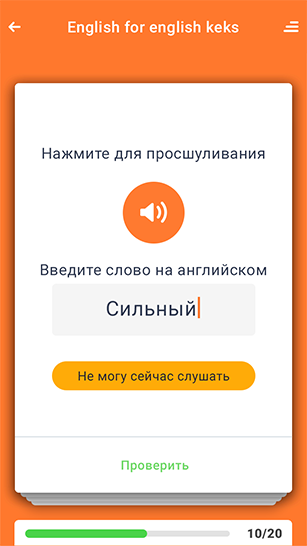 English for english keks
Нажмите для просшуливания
Введите слово на английском
Сильный
Не могу сейчас слушать
Проверить
10/20